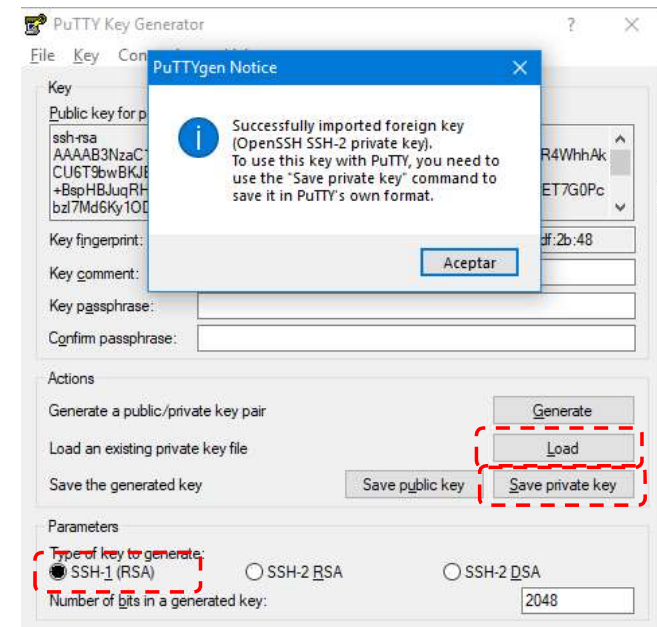 PuTTY Key Generator ? ×
File Key Con
PuTTYgen Notice ×
Successfully imported foreign key
(OpenSSH SSH-2 private key).
To use this key with PuTTY, you need to
use the "Save private key" command to
save it in PuTTY's own format.
Aceptar
Key
Public key for p
ssh-rsa
AAAAB3NzaC R4WhhAk
CU6T9bwBKJE
+BspHBJuqRH ET7G0Pc
bzl7Md6Ky1OD
Key fingerprint: df:2b:48
Key comment:
Key passphrase:
Confirm passphrase:
Actions
Generate a public/private key pair Generate
Load an existing private key file Load
Save the generated key Save public key Save private key
Parameters
Type of key to generate:
SSH-1 (RSA) SSH-2 RSA SSH-2 DSA
Number of bits in a generated key: 2048